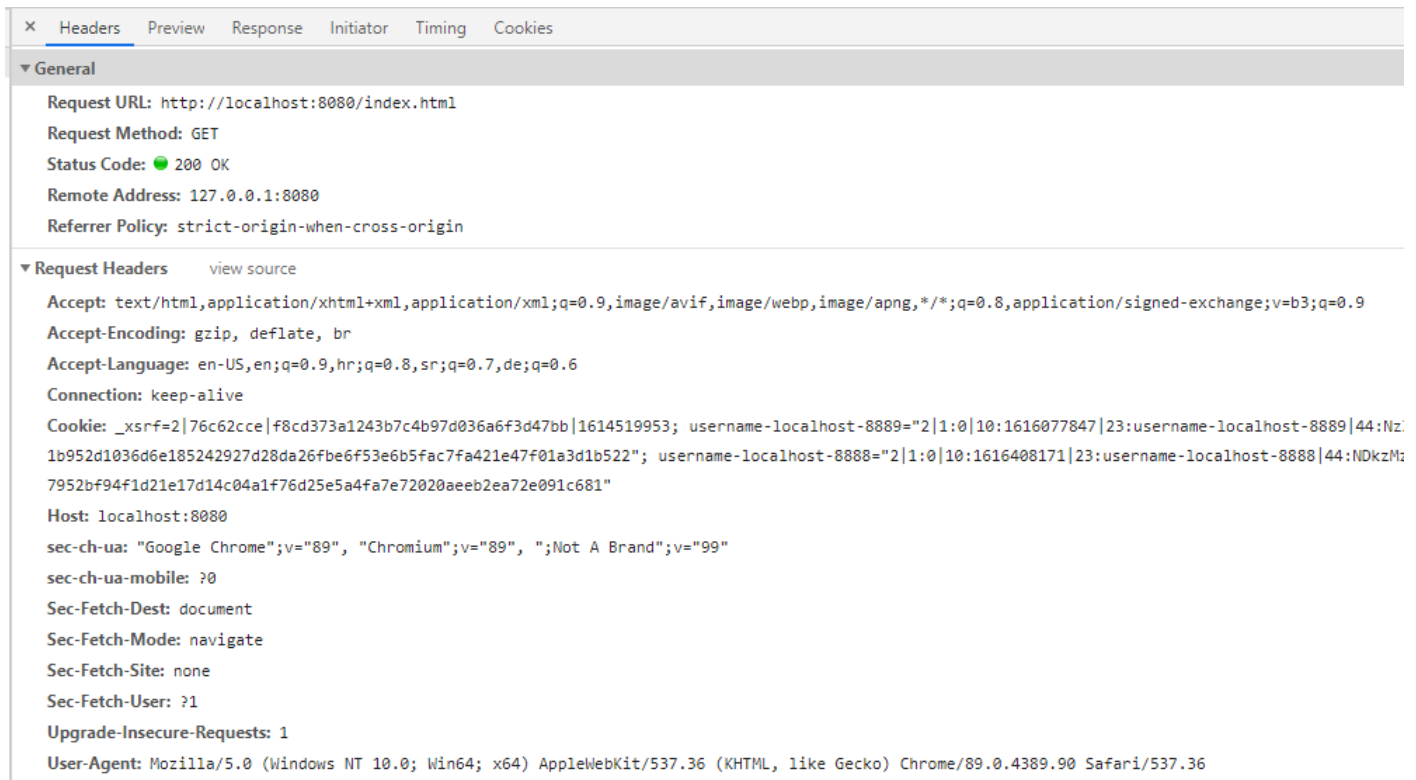 × Headers Preview Response Initiator Timing Cookies
▼ General
Request URL: http://localhost:8080/index.html
Request Method: GET
Status Code: 200 OK
Remote Address: 127.0.0.1:8080
Referrer Policy: strict-origin-when-cross-origin
▼ Request Headers view source
Accept: text/html,application/xhtml+xml,application/xml;q=0.9,image/avif,image/webp,image/apng,*/*;q=0.8,application/signed-exchange;v=b3;q=0.9
Accept-Encoding: gzip, deflate, br
Accept-Language: en-US,en;q=0.9,hr;q=0.8,sr;q=0.7,de;q=0.6
Connection: keep-alive
Cookie: _xsrf=2|76c62cce|f8cd373a1243b7c4b97d036a6f3d47bb|1614519953; username-localhost-8889="2|1:0|10:1616077847|23:username-localhost-8889|44:Nz
1b952d1036d6e185242927d28da26fbe6f53e6b5fac7fa421e47f01a3d1b522"; username-localhost-8888="2|1:0|10:1616408171|23:username-localhost-8888|44:NDkzMz
7952bf94f1d21e17d14c04a1f76d25e5a4fa7e72020aeeb2ea72e091c681"
Host: localhost:8080
sec-ch-ua: "Google Chrome";v="89", "Chromium";v="89", ";Not A Brand";v="99"
sec-ch-ua-mobile: ?0
Sec-Fetch-Dest: document
Sec-Fetch-Mode: navigate
Sec-Fetch-Site: none
Sec-Fetch-User: ?1
Upgrade-Insecure-Requests: 1
User-Agent: Mozilla/5.0 (Windows NT 10.0; Win64; x64) AppleWebKit/537.36 (KHTML, like Gecko) Chrome/89.0.4389.90 Safari/537.36